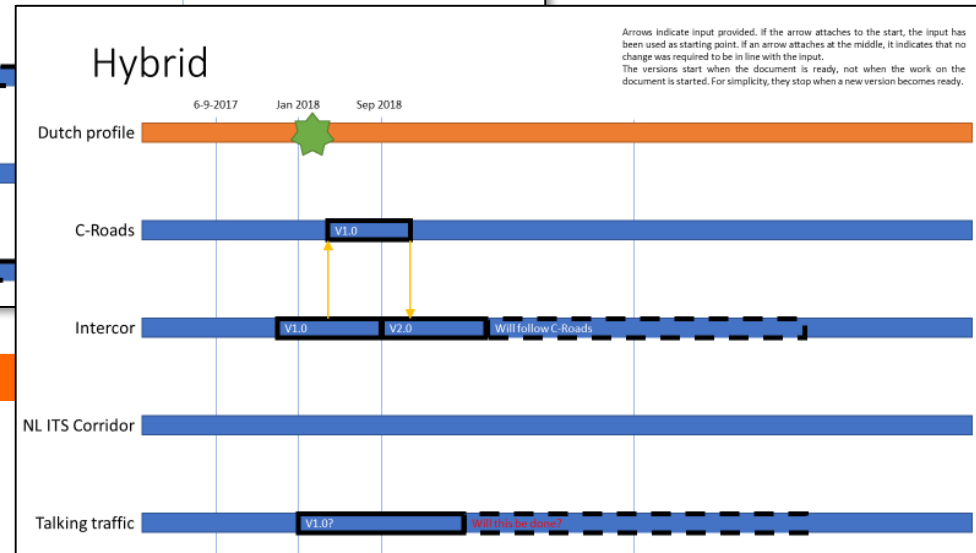 Hybrid
Arrows indicate input provided. If the arrow attaches to the start, the input has
been used as starting point. If an arrow attaches at the middle, it indicates that no
change was required to be in line with the input.
The versions start when the document is ready, not when the work on the
document is started. For simplicity, they stop when a new version becomes ready.
6-9-2017 Jan 2018 Sep 2018
Dutch profile
C-Roads V1.0
Intercor V1.0 V2.0 Will follow C-Roads
NL ITS Corridor
Talking traffic V1.0? Will this be done?